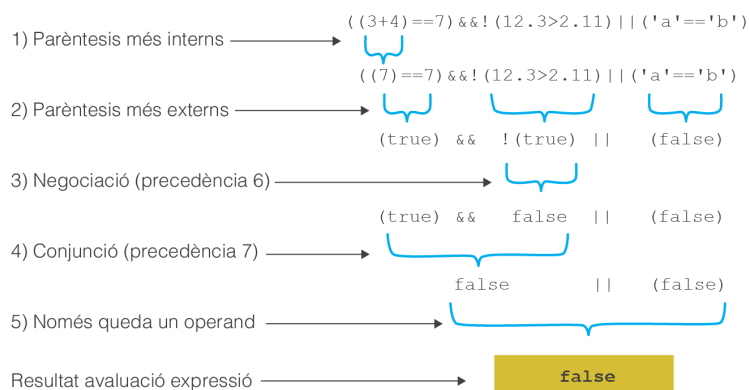 ((3+4)==7)&&!(12.3>2.11)||('a'=='b')
1) Parèntesis més interns
((7)==7)&&!(12.3>2.11)||('a'=='b')
2) Parèntesis més externs
(true) && !(true) || (false)
3) Negociació (precedència 6)
(true) && false || (false)
4) Conjunció (precedència 7)
false || (false)
5) Només queda un operand
Resultat avaluació expressió
false